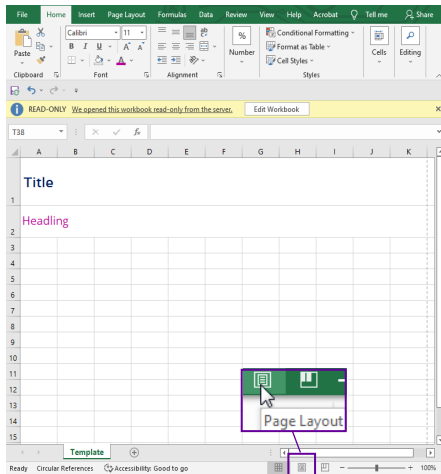 File Home Insert Page Layout Formulas Data Review View Help Acrobat Tell me Share
Calibri 11
Paste
B I U A A A
% Number
Conditional Formatting
Format as Table
Cell Styles
Cells
Editing
Clipboard Font Alignment Styles
READ-ONLY We opened this workbook read-only from the server. Edit Workbook
T38 fx
A B C D E F G H I J K
1 Title
2 Heading
3
4
5
6
7
8
9
10
11
12
13
14
15
Page Layout
Template
Ready Circular References Accessibility: Good to go 100%